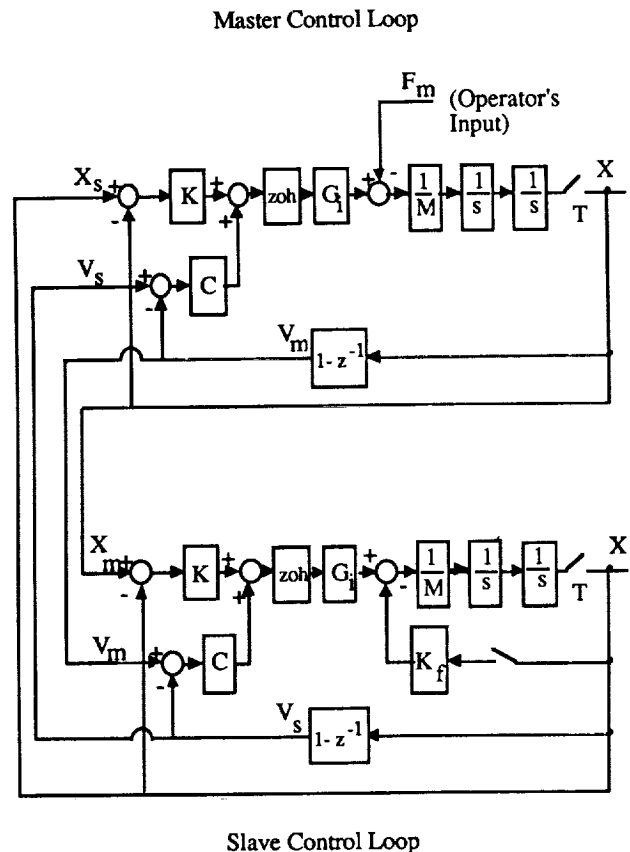 Master Control Loop
F_m (Operator's
Input)
X_s + - K + + zoh G_i + - 1/M 1/s 1/s T X
V_s + - C
V_m 1 - z^-1
X_m + - K + + zoh G_i + - 1/M 1/s 1/s T X
V_m + - C K_f
V_s 1 - z^-1
Slave Control Loop